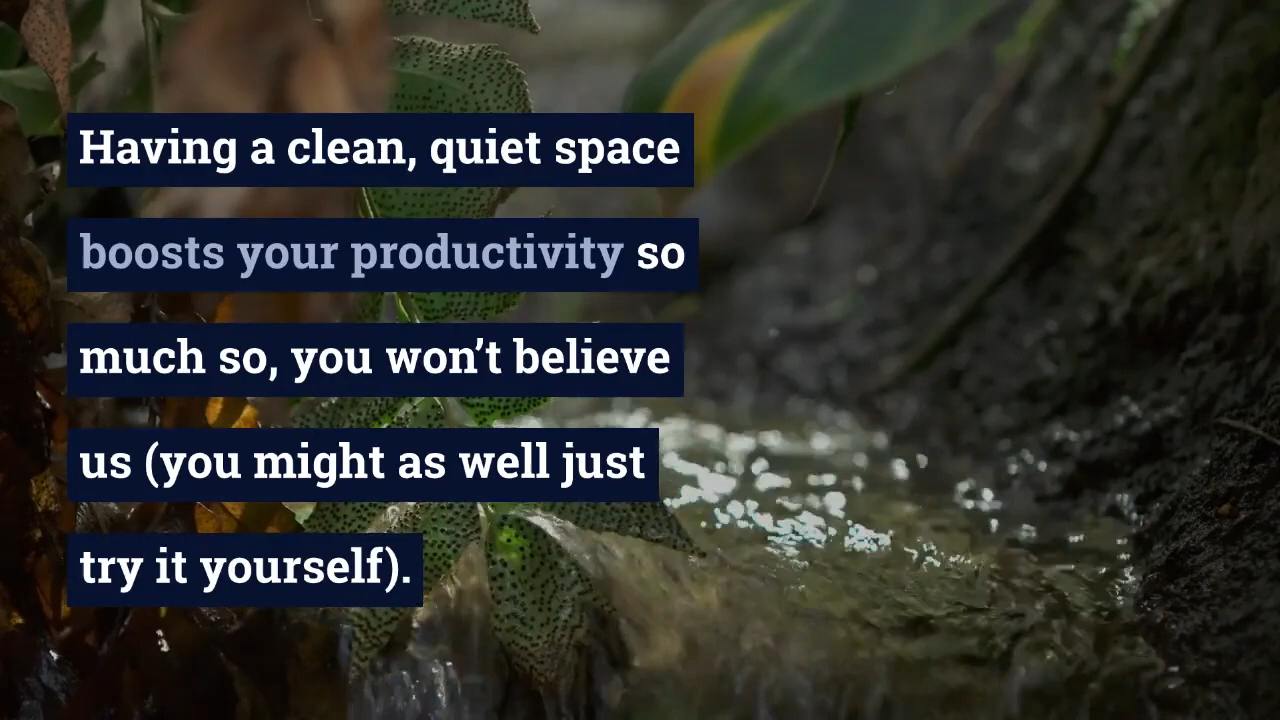 Having a clean, quiet space
boosts your productivity so
much so, you won’t believe
us (you might as well just
try it yourself).